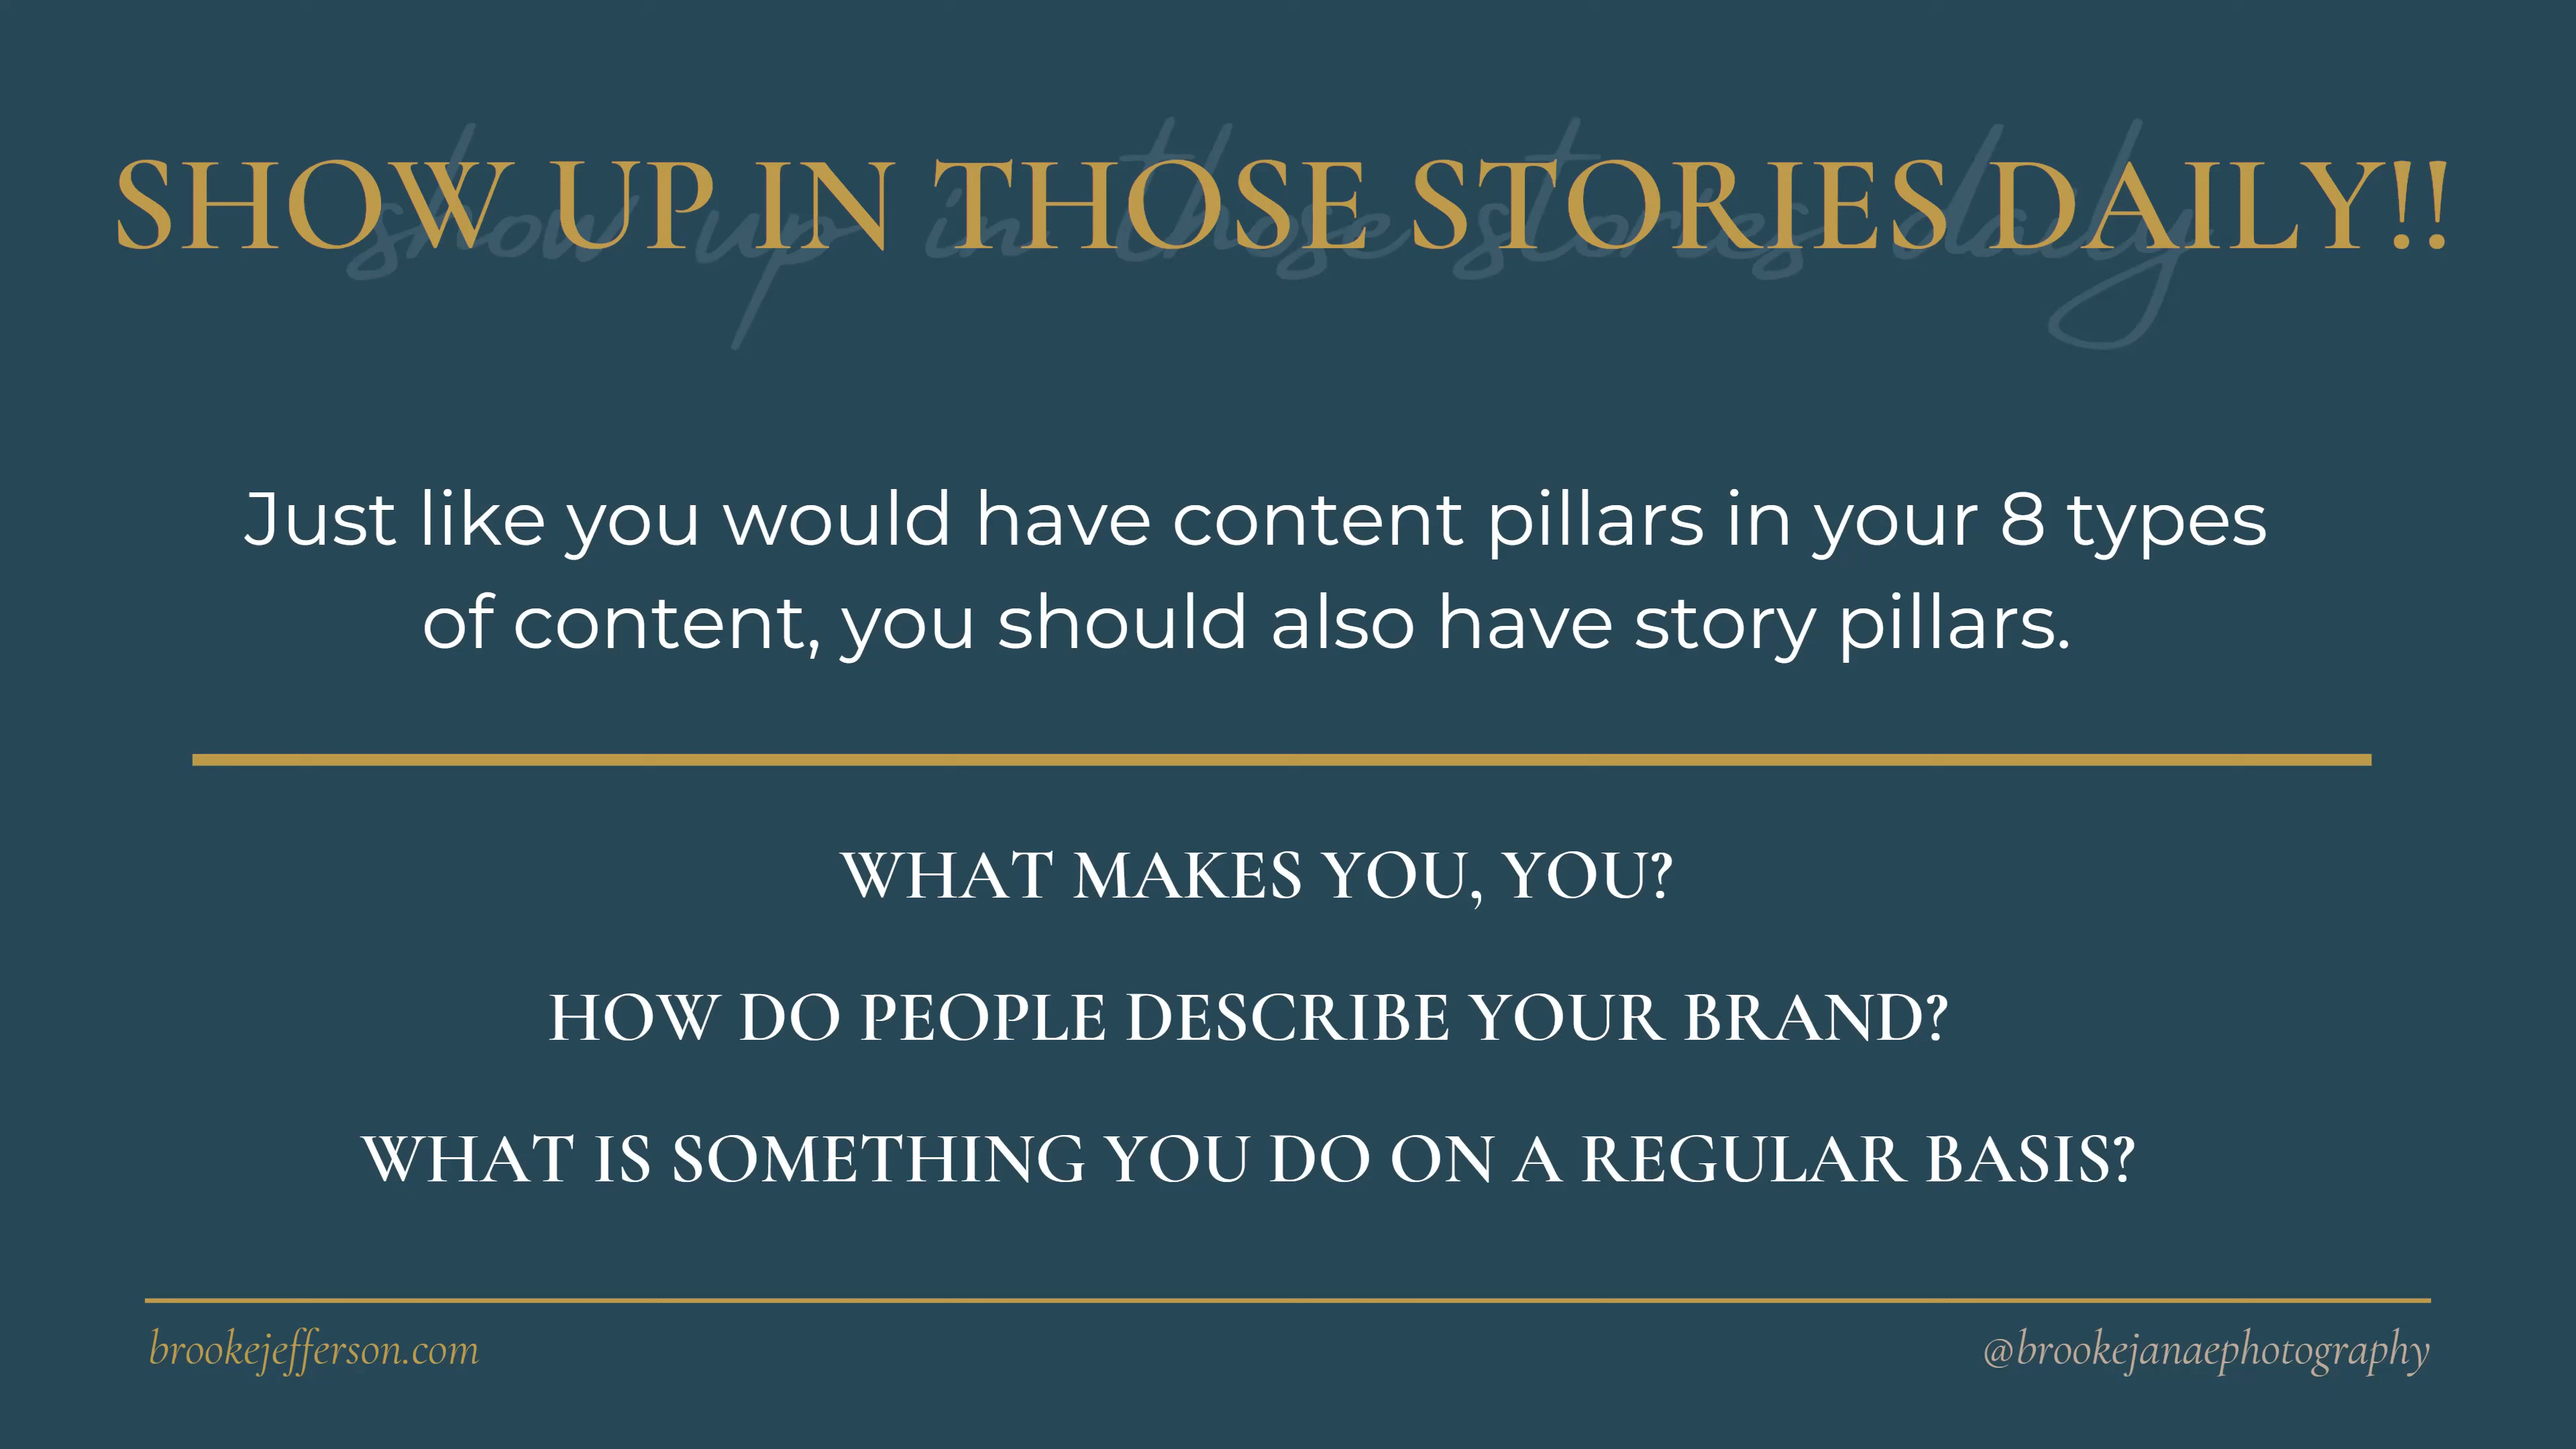 SHOW UP IN THOSE STORIES DAILY!!
show up in those stories daily
Just like you would have content pillars in your 8 types
of content, you should also have story pillars.
WHAT MAKES YOU, YOU?
HOW DO PEOPLE DESCRIBE YOUR BRAND?
WHAT IS SOMETHING YOU DO ON A REGULAR BASIS?
brookejefferson.com
@brookejanaephotography